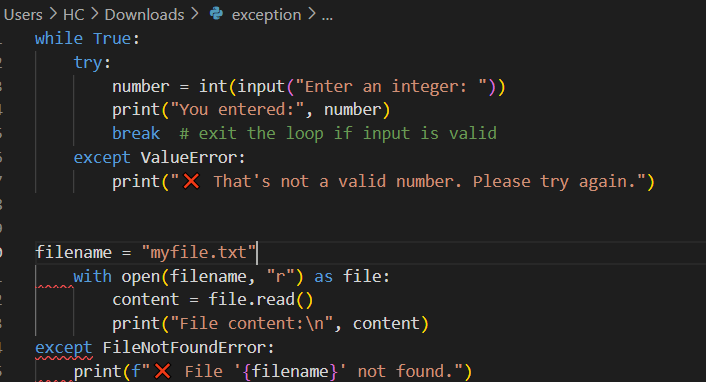 Users > HC > Downloads > exception > ...
while True:
    try:
        number = int(input("Enter an integer: "))
        print("You entered:", number)
        break  # exit the loop if input is valid
    except ValueError:
        print("❌ That's not a valid number. Please try again.")
filename = "myfile.txt"
    with open(filename, "r") as file:
        content = file.read()
        print("File content:\n", content)
except FileNotFoundError:
    print(f"❌ File '{filename}' not found.")